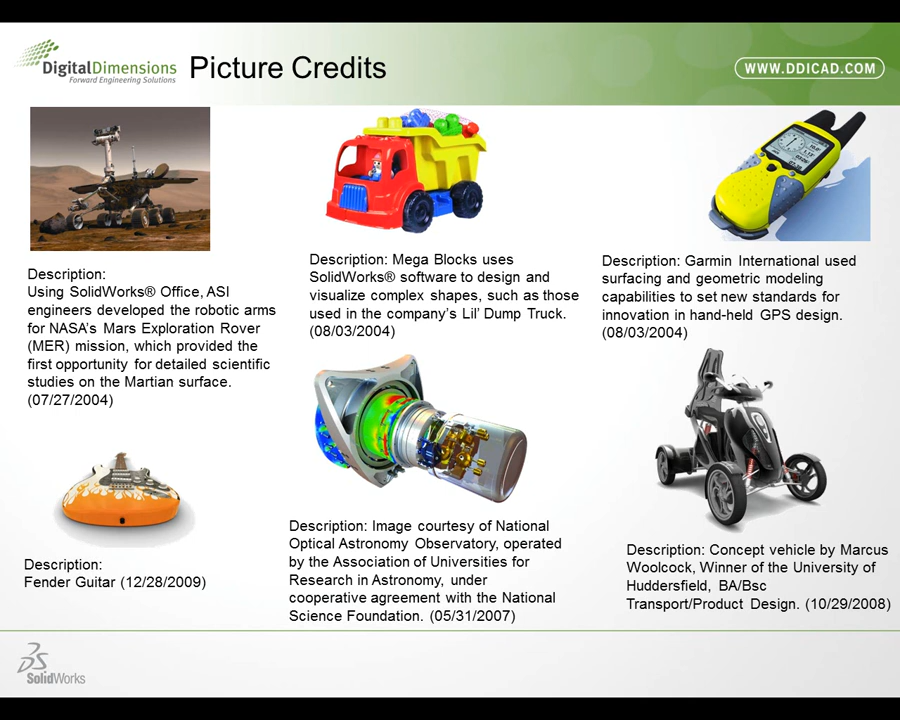 DigitalDimensions
Forward Engineering Solutions
Picture Credits
WWW.DDICAD.COM
Description:
Using SolidWorks® Office, ASI
engineers developed the robotic arms
for NASA's Mars Exploration Rover
(MER) mission, which provided the
first opportunity for detailed scientific
studies on the Martian surface.
(07/27/2004)
Description: Mega Blocks uses
SolidWorks® software to design and
visualize complex shapes, such as those
used in the company's Lil' Dump Truck.
(08/03/2004)
Description: Garmin International used
surfacing and geometric modeling
capabilities to set new standards for
innovation in hand-held GPS design.
(08/03/2004)
Description:
Fender Guitar (12/28/2009)
Description: Image courtesy of National
Optical Astronomy Observatory, operated
by the Association of Universities for
Research in Astronomy, under
cooperative agreement with the National
Science Foundation. (05/31/2007)
Description: Concept vehicle by Marcus
Woolcock, Winner of the University of
Huddersfield, BA/Bsc
Transport/Product Design. (10/29/2008)
SolidWorks